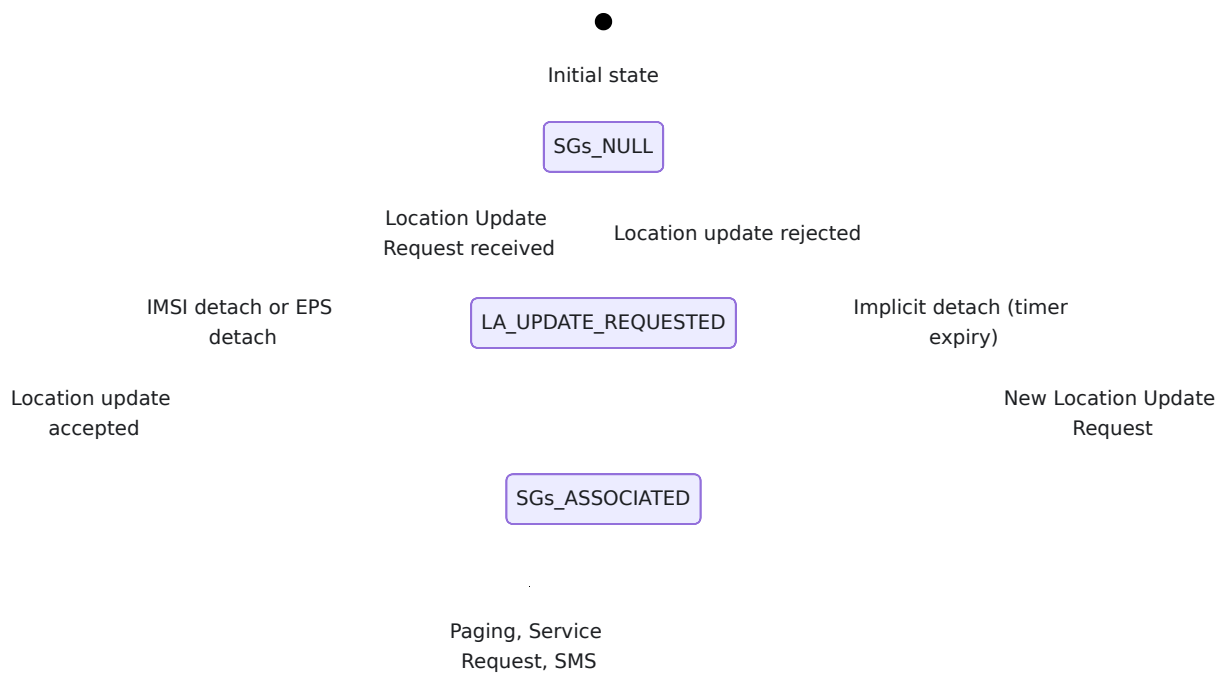 Initial state
SGs_NULL
Location Update
Request received
Location update rejected
IMSI detach or EPS
detach
LA_UPDATE_REQUESTED
Implicit detach (timer
expiry)
Location update
accepted
New Location Update
Request
SGs_ASSOCIATED
Paging, Service
Request, SMS